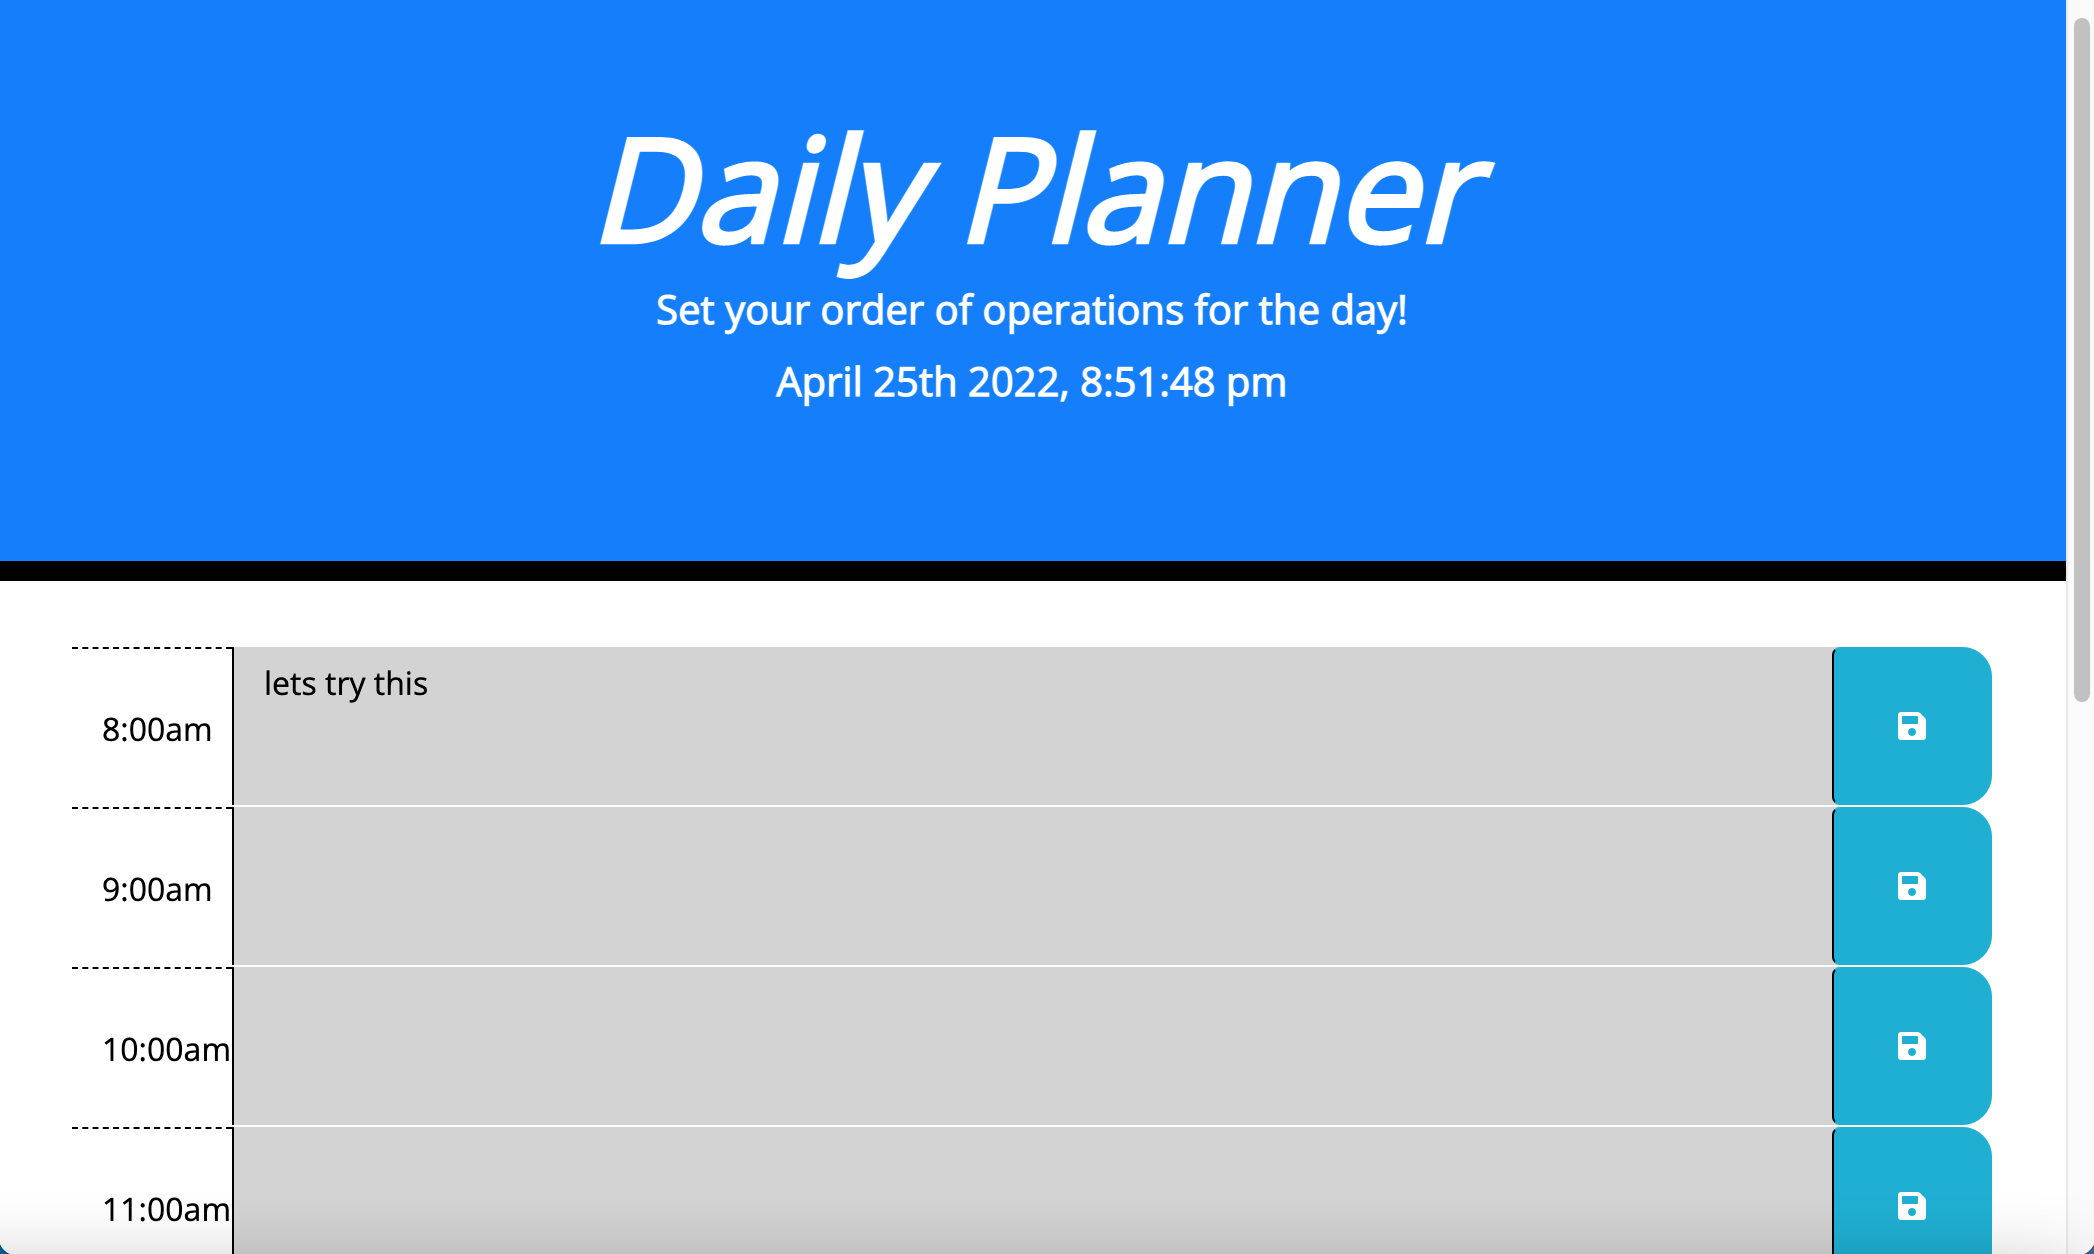 Daily Planner
Set your order of operations for the day!
April 25th 2022, 8:51:48 pm
8:00am
lets try this
9:00am
10:00am
11:00am